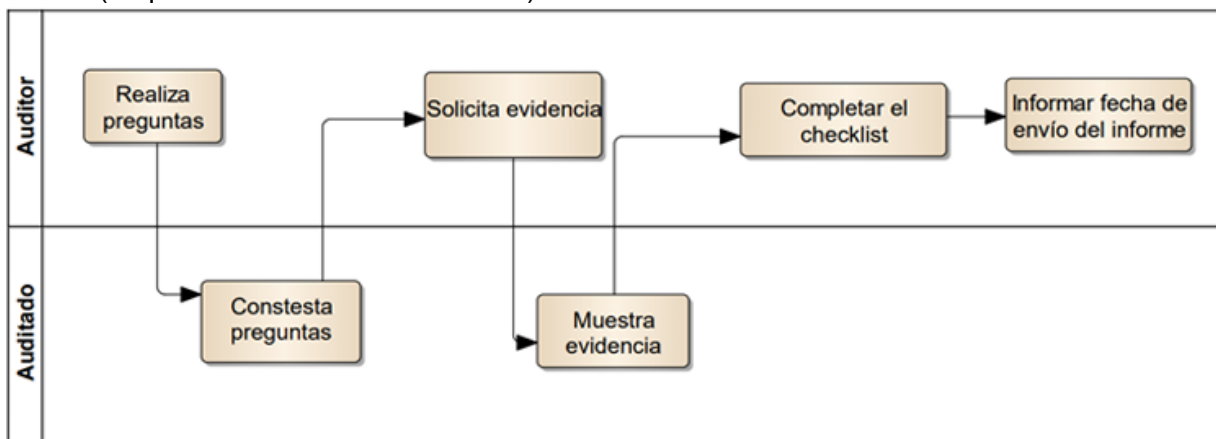 Auditor
Realiza
preguntas
Solicita evidencia
Completar el
checklist
Informar fecha de
envío del informe
Auditado
Constesta
preguntas
Muestra
evidencia